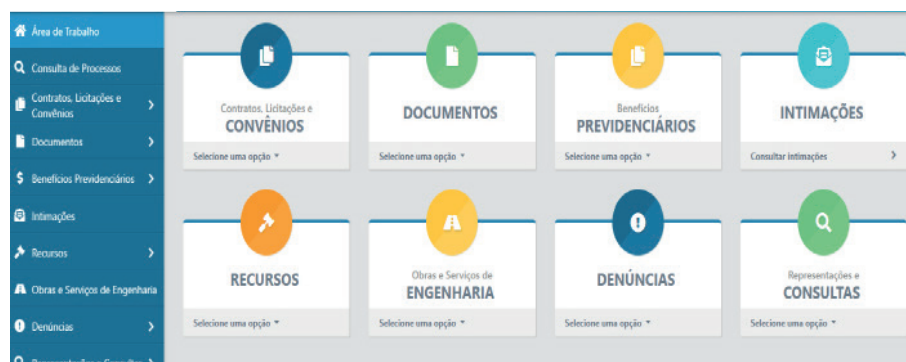 Área de Trabalho
Consulta de Processos
Contratos, Licitações e
Convênios
Documentos
Benefícios Previdenciários
Intimações
Recursos
Obras e Serviços de Engenharia
Denúncias
Representações e Consultas
Contratos, Licitações e
CONVÊNIOS
Selecione uma opção
DOCUMENTOS
Selecione uma opção
Benefícios
PREVIDENCIÁRIOS
Selecione uma opção
INTIMAÇÕES
Consultar intimações
RECURSOS
Selecione uma opção
Obras e Serviços de
ENGENHARIA
Selecione uma opção
DENÚNCIAS
Selecione uma opção
Representações e
CONSULTAS
Selecione uma opção